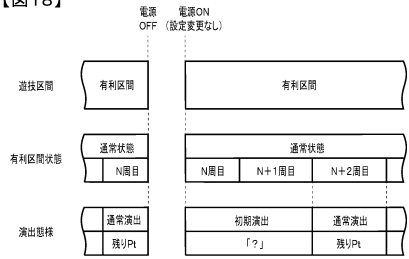 【図18】
電源 電源ON
OFF (設定変更なし)
遊技区間 有利区間 有利区間
通常状態 通常状態
有利区間状態
N周目 N周目 N+1周目 N+2周目
通常演出 初期演出 通常演出
演出態様
残りPt 「?」 残りPt